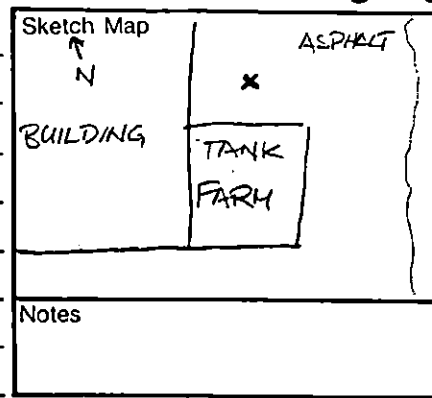 Sketch Map
N
ASPHALT
X
BUILDING
TANK
FARM
Notes